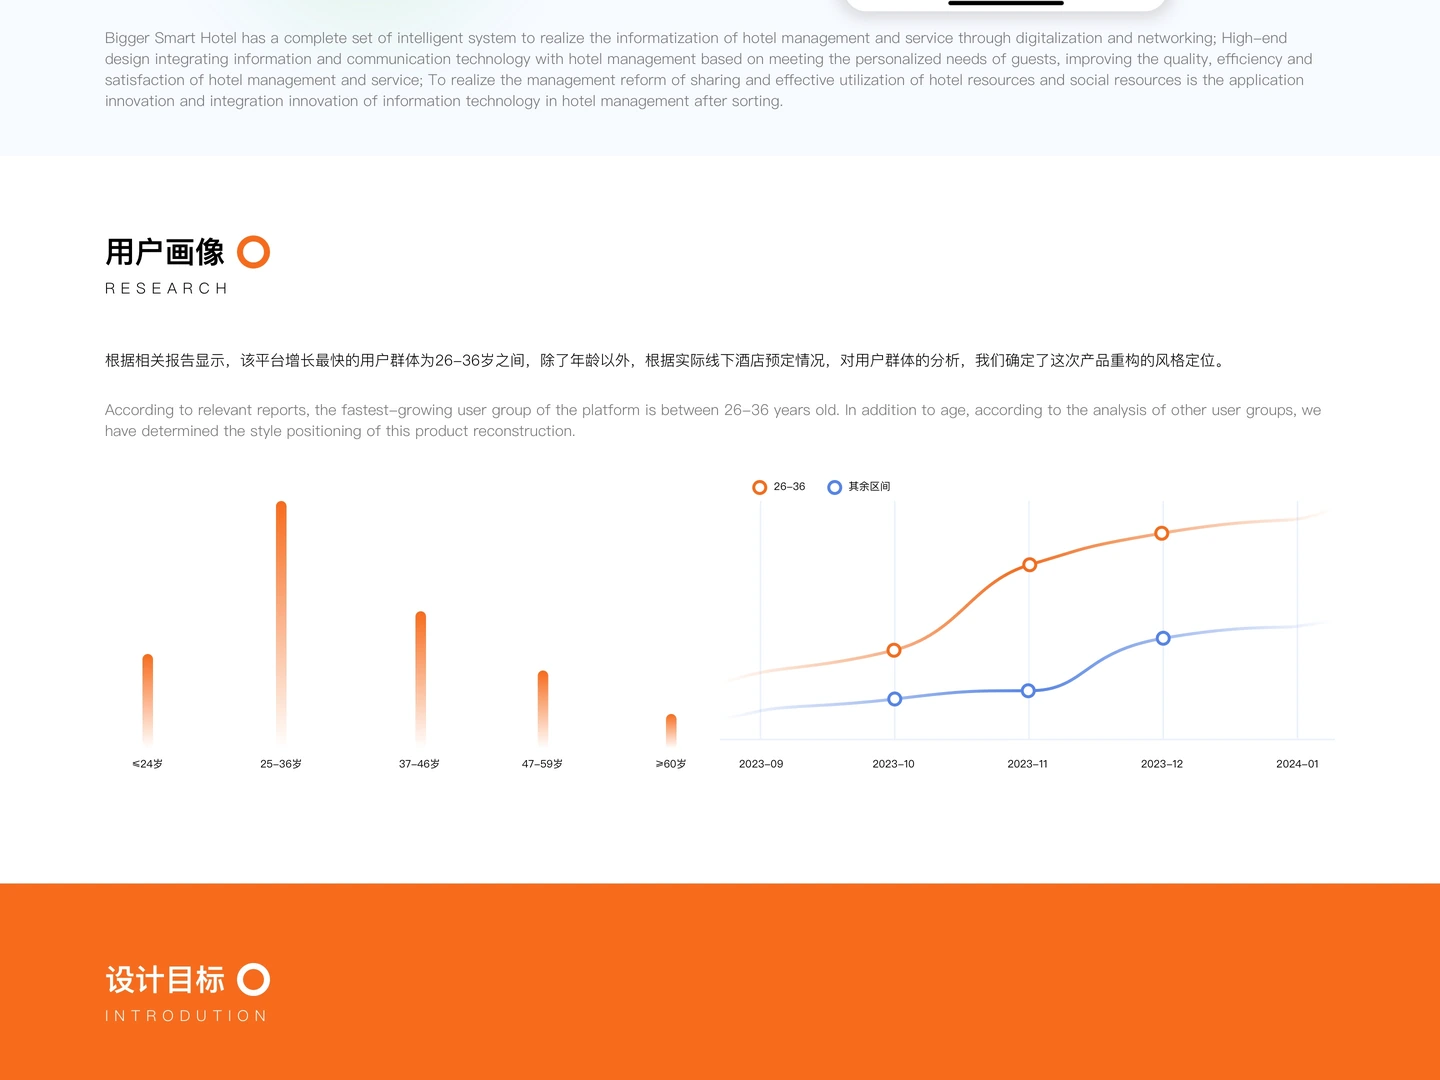 Bigger Smart Hotel has a complete set of intelligent system to realize the informatization of hotel management and service through digitalization and networking; High-end
design integrating information and communication technology with hotel management based on meeting the personalized needs of guests, improving the quality, efficiency and
satisfaction of hotel management and service; To realize the management reform of sharing and effective utilization of hotel resources and social resources is the application
innovation and integration innovation of information technology in hotel management after sorting.
用户画像
RESEARCH
根据相关报告显示，该平台增长最快的用户群体为26-36岁之间，除了年龄以外，根据实际线下酒店预定情况，对用户群体的分析，我们确定了这次产品重构的风格定位。
According to relevant reports, the fastest-growing user group of the platform is between 26-36 years old. In addition to age, according to the analysis of other user groups, we
have determined the style positioning of this product reconstruction.
26-36 其余区间
≤24岁 25-36岁 37-46岁 47-59岁 ≥60岁
2023-09 2023-10 2023-11 2023-12 2024-01
设计目标
INTRODUTION